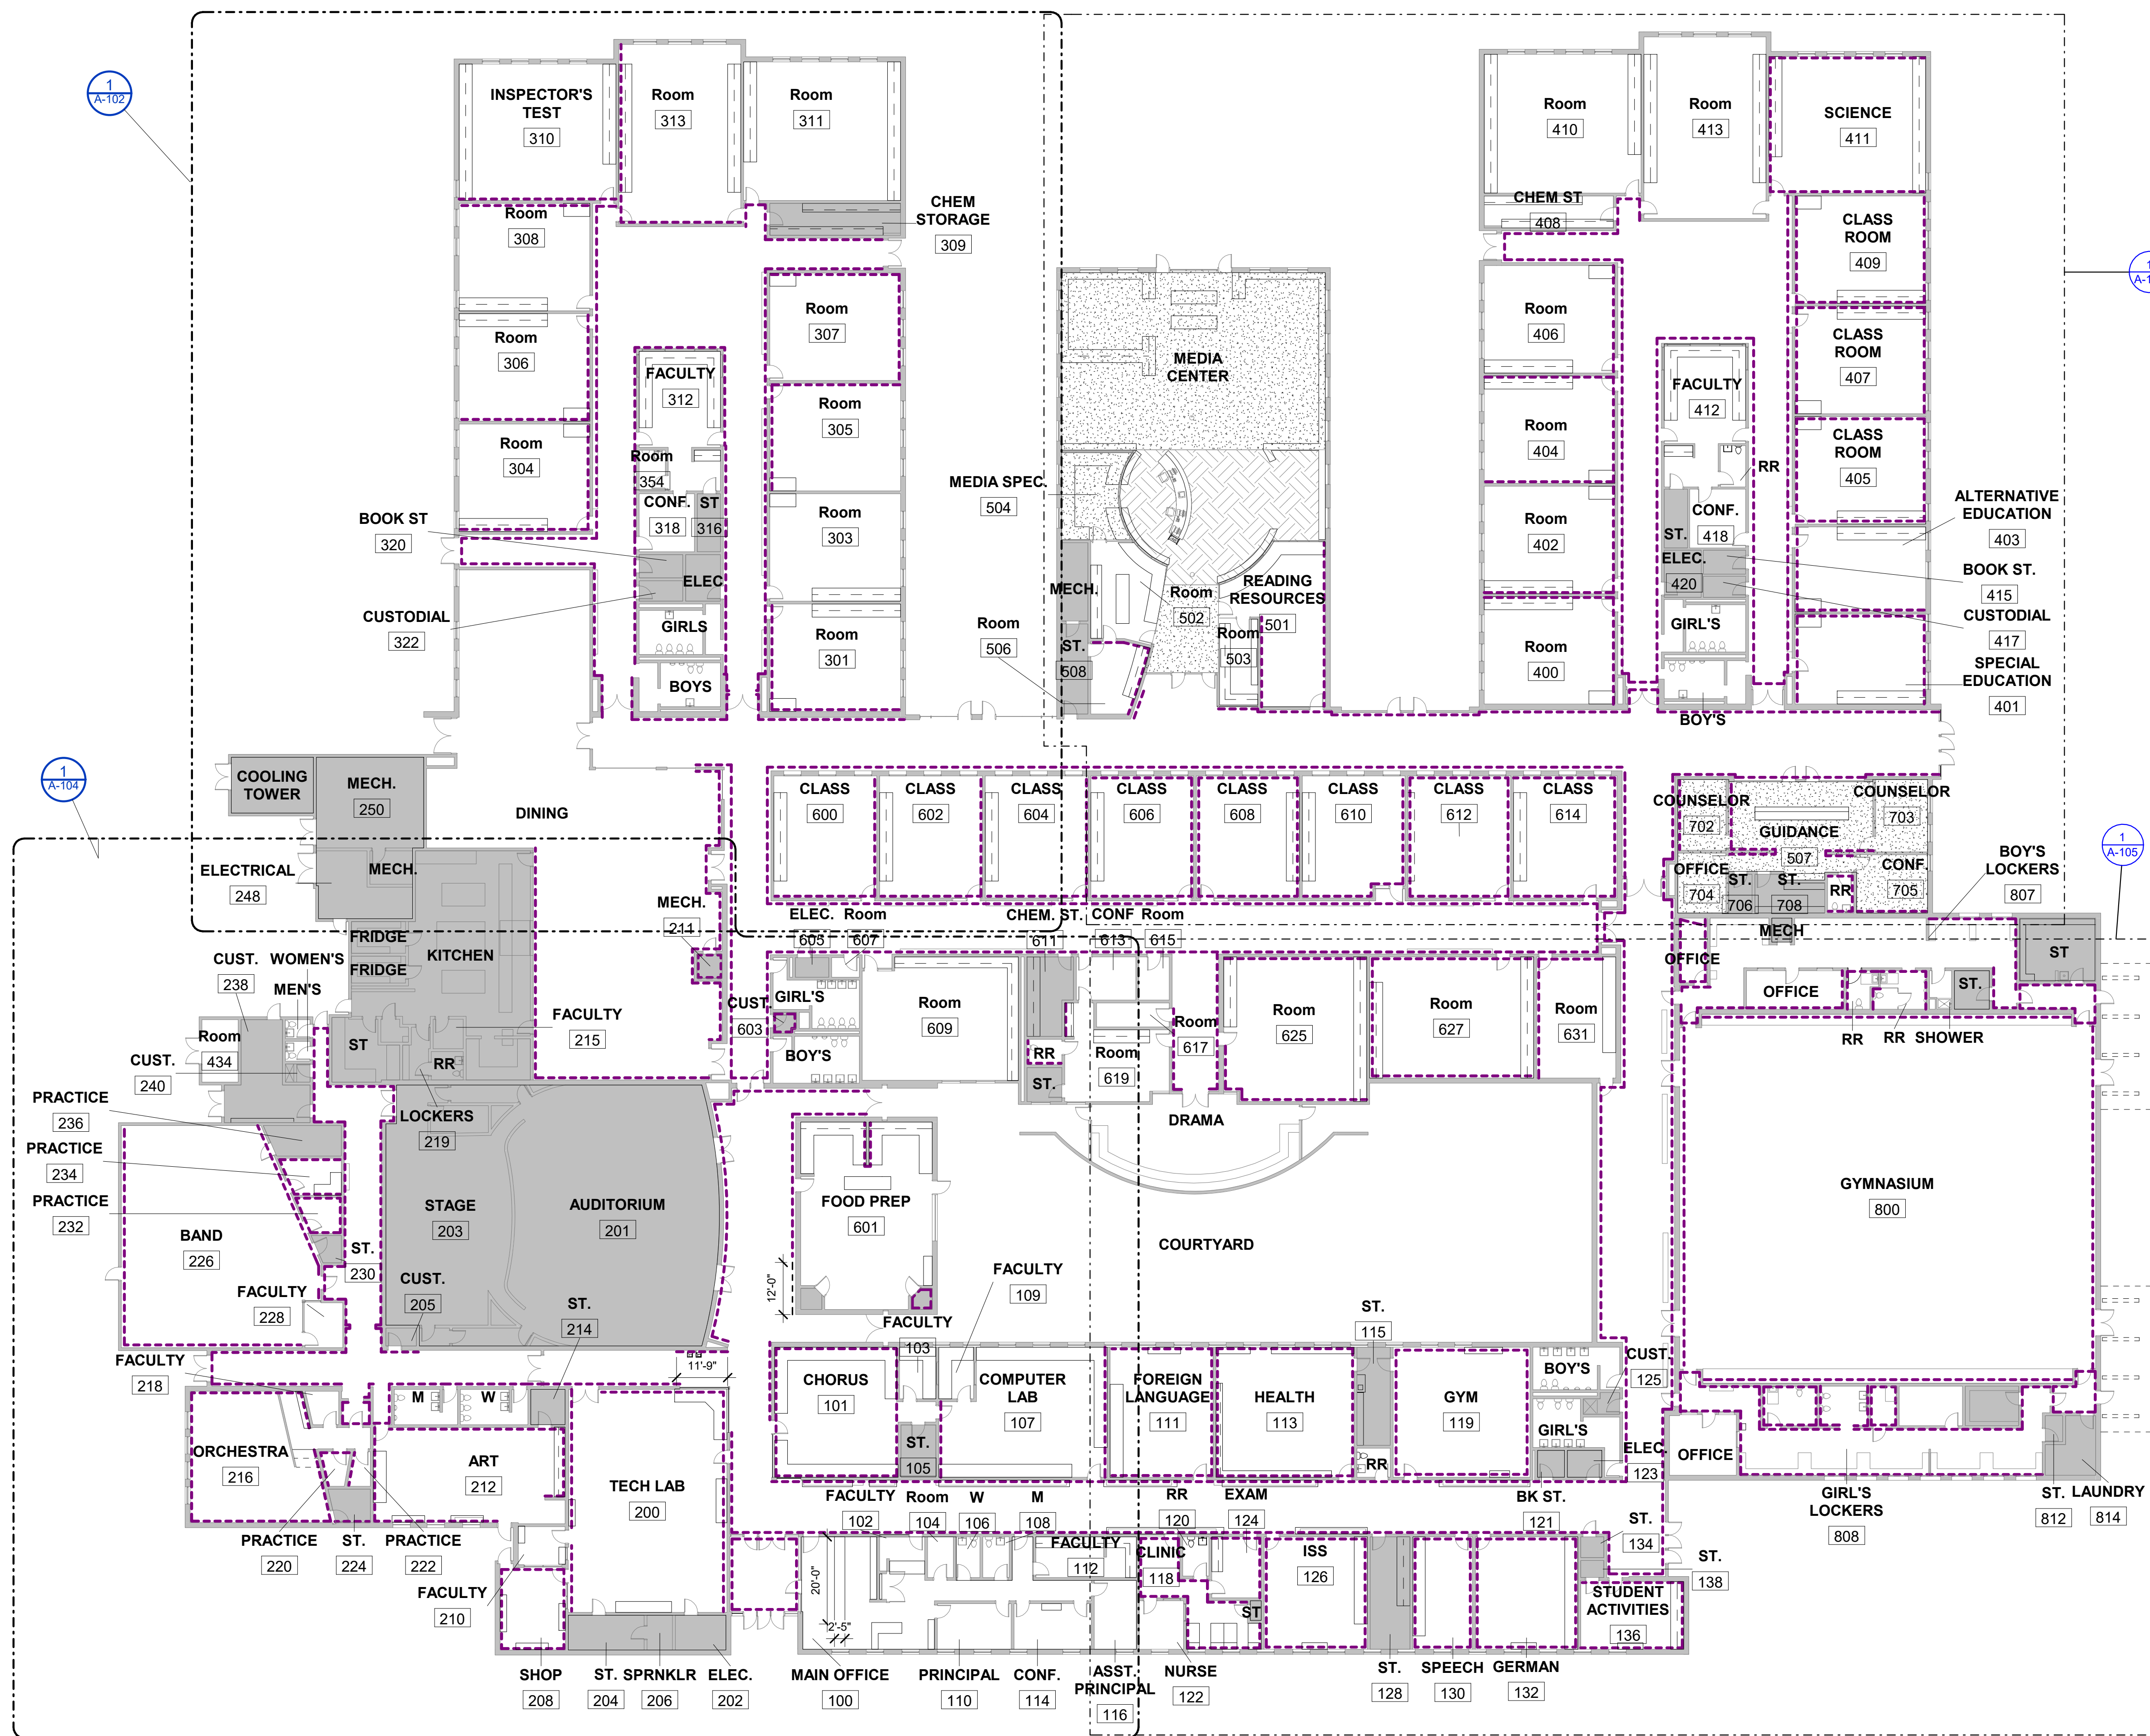 1
A-102
INSPECTOR'S
TEST
310
Room
313
Room
311
CHEM
STORAGE
309
Room
308
Room
306
Room
304
Room
307
Room
305
Room
303
Room
301
FACULTY
312
Room
354
CONF.
318
ST
316
ELEC
GIRLS
BOYS
BOOK ST
320
CUSTODIAL
322
MEDIA
CENTER
MEDIA SPEC.
504
MECH.
ST.
508
Room
506
Room
502
Room
503
READING
RESOURCES
501
Room
410
Room
413
SCIENCE
411
CHEM ST
408
CLASS
ROOM
409
CLASS
ROOM
407
CLASS
ROOM
405
Room
406
Room
404
Room
402
Room
400
FACULTY
412
RR
CONF.
418
ST.
ELEC.
420
GIRL'S
BOY'S
ALTERNATIVE
EDUCATION
403
BOOK ST.
415
CUSTODIAL
417
SPECIAL
EDUCATION
401
1
1
A-104
COOLING
TOWER
MECH.
250
DINING
ELECTRICAL
248
MECH.
FRIDGE
FRIDGE
KITCHEN
MECH.
211
CLASS
600
CLASS
602
CLASS
604
CLASS
606
CLASS
608
CLASS
610
CLASS
612
CLASS
614
COUNSELOR
702
COUNSELOR
703
GUIDANCE
507
OFFICE
704
ST.
706
ST.
708
RR
CONF.
705
BOY'S
LOCKERS
807
1
A-105
ELEC.
605
Room
607
CHEM. ST.
611
CONF
613
Room
615
MECH
OFFICE
OFFICE
ST
ST.
RR
RR
SHOWER
CUST.
238
WOMEN'S
MEN'S
Room
434
CUST.
240
ST
RR
FACULTY
215
CUST.
603
GIRL'S
BOY'S
Room
609
RR
ST.
Room
619
Room
617
DRAMA
Room
625
Room
627
Room
631
PRACTICE
236
PRACTICE
234
PRACTICE
232
BAND
226
LOCKERS
219
STAGE
203
AUDITORIUM
201
FOOD PREP
601
COURTYARD
GYMNASIUM
800
ST.
230
FACULTY
228
CUST.
205
ST.
214
12'-0"
11'-9"
FACULTY
109
FACULTY
103
ST.
115
FACULTY
218
ORCHESTRA
216
M
W
ART
212
TECH LAB
200
CHORUS
101
ST.
105
COMPUTER
LAB
107
FOREIGN
LANGUAGE
111
HEALTH
113
RR
GYM
119
BOY'S
CUST.
125
GIRL'S
ELEC.
123
OFFICE
PRACTICE
220
ST.
224
PRACTICE
222
FACULTY
210
SHOP
208
ST.
204
SPRNKLR
206
ELEC.
202
FACULTY
102
Room
104
W
106
M
108
FACULTY
112
RR
120
EXAM
124
CLINIC
118
ISS
126
ST
BK ST.
121
ST.
134
ST.
138
STUDENT
ACTIVITIES
136
GIRL'S
LOCKERS
808
ST.
812
LAUNDRY
814
20'-0"
2'-5"
MAIN OFFICE
100
PRINCIPAL
110
CONF.
114
ASST.
PRINCIPAL
116
NURSE
122
ST.
128
SPEECH
130
GERMAN
132